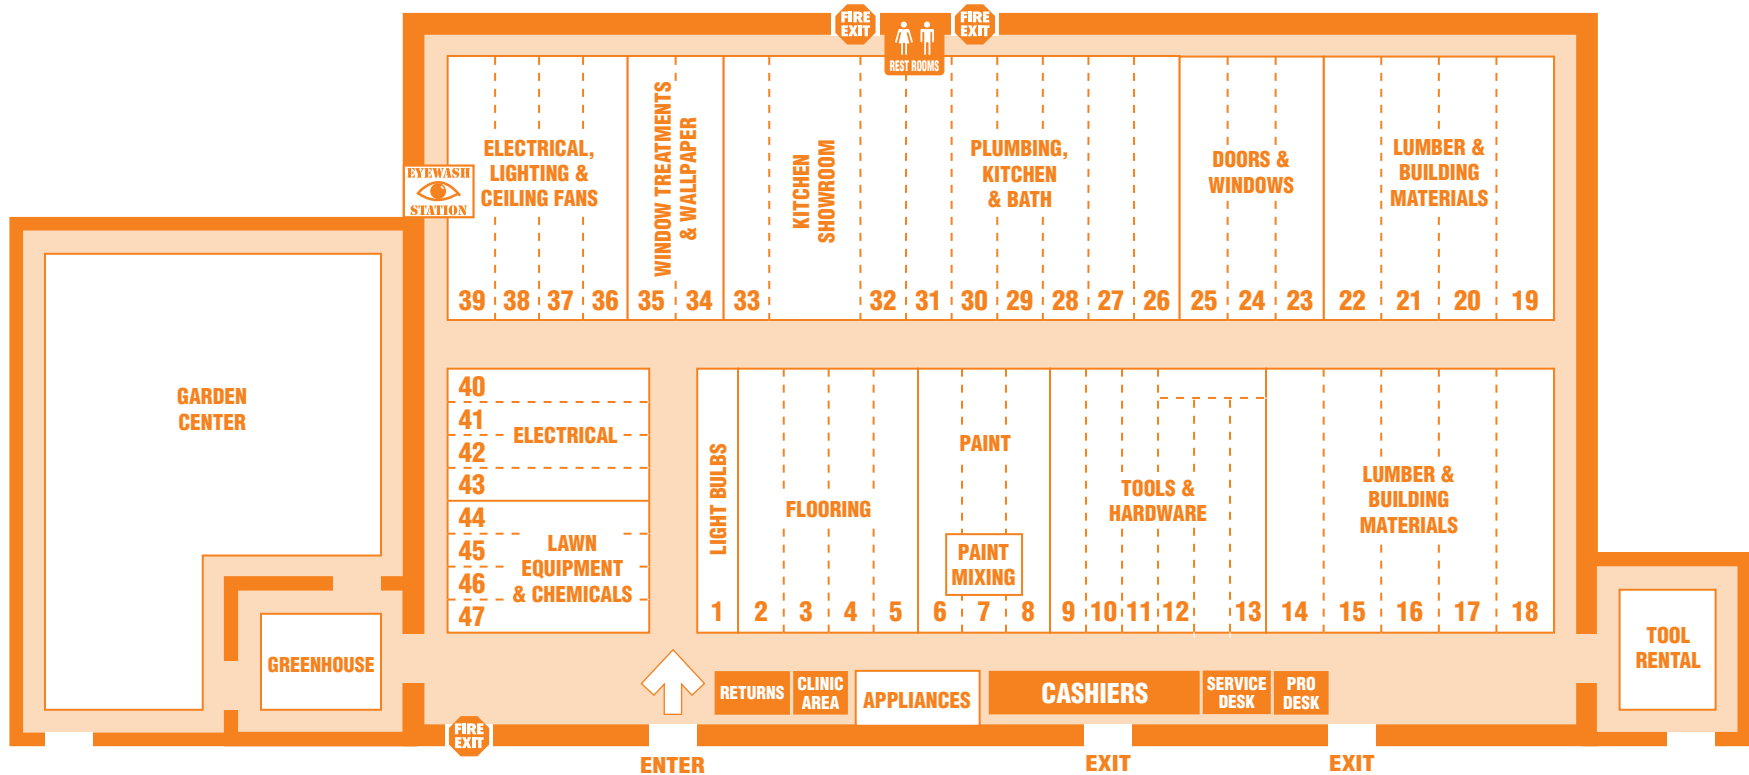 FIRE
EXIT
FIRE
EXIT
REST ROOMS
ELECTRICAL,
LIGHTING &
CEILING FANS
WINDOW TREATMENTS
& WALLPAPER
KITCHEN
SHOWROOM
PLUMBING,
KITCHEN
& BATH
DOORS &
WINDOWS
LUMBER &
BUILDING
MATERIALS
EYEWASH
STATION
39 38 37 36 35 34 33 32 31 30 29 28 27 26 25 24 23 22 21 20 19
GARDEN
CENTER
40
41
42
43
ELECTRICAL
44
45
46
47
LAWN
EQUIPMENT
& CHEMICALS
LIGHT BULBS
FLOORING
PAINT
PAINT
MIXING
TOOLS &
HARDWARE
LUMBER &
BUILDING
MATERIALS
1 2 3 4 5 6 7 8 9 10 11 12 13 14 15 16 17 18
GREENHOUSE
TOOL
RENTAL
RETURNS
CLINIC
AREA
APPLIANCES
CASHIERS
SERVICE
DESK
PRO
DESK
FIRE
EXIT
ENTER
EXIT
EXIT